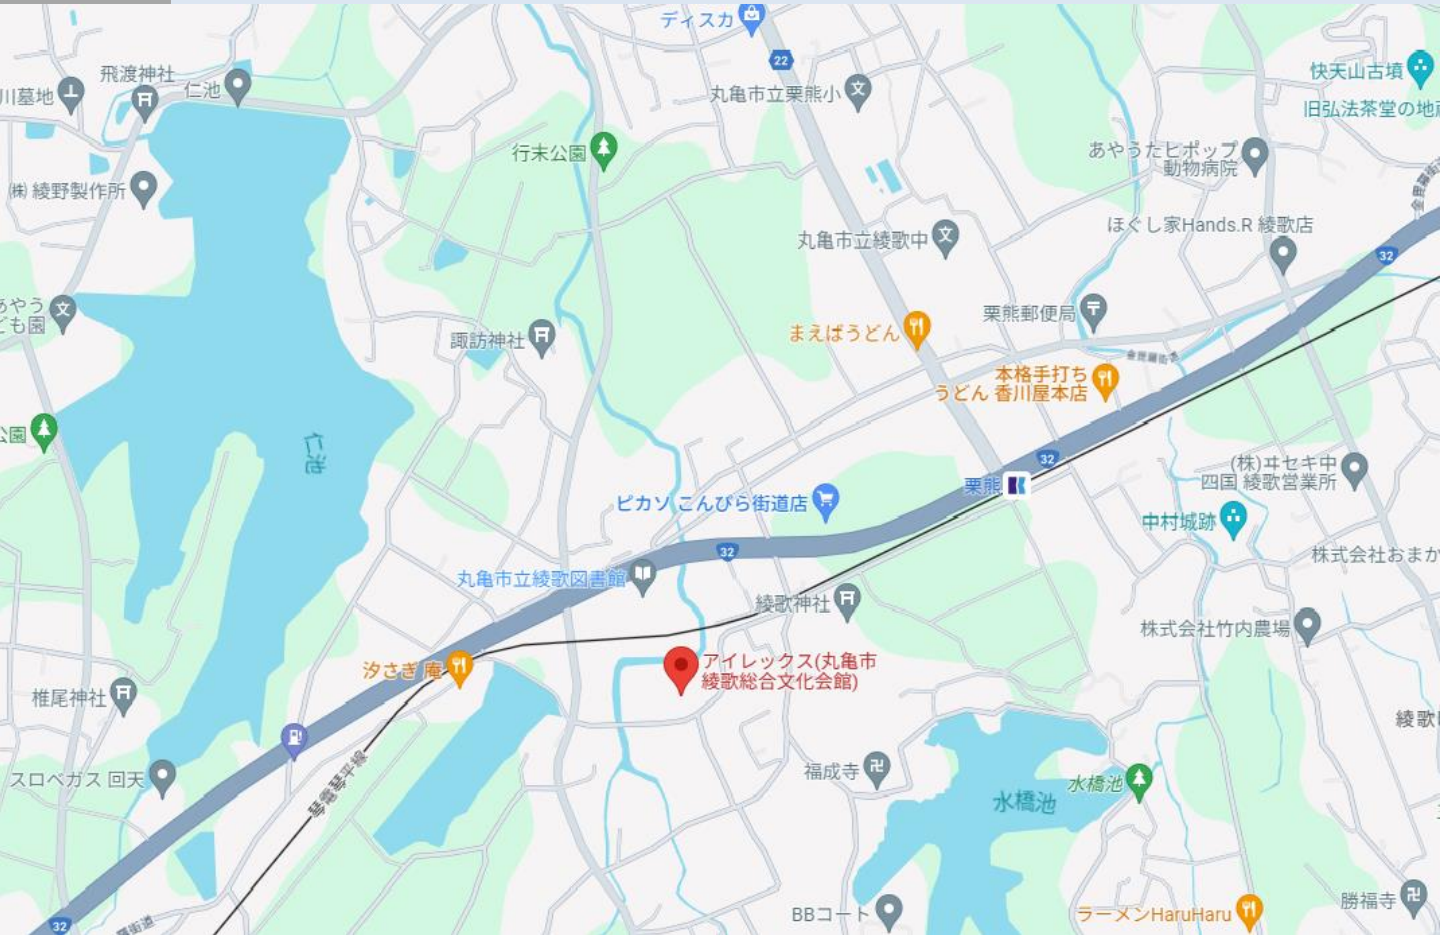 ディスカ
22
飛渡神社
川墓地
仁池
丸亀市立栗熊小
快天山古墳
旧弘法茶堂の地
行末公園
あやうたヒポップ
動物病院
㈱綾野製作所
ほぐし家Hands.R 綾歌店
丸亀市立綾歌中
32
あやう
ども園
栗熊郵便局
諏訪神社
まえばうどん
金毘羅街道
本格手打ち
うどん 香川屋本店
公園
仁池
32
(株)ヰセキ中
四国 綾歌営業所
栗熊
ピカソ こんぴら街道店
中村城跡
32
株式会社おまか
丸亀市立綾歌図書館
綾歌神社
株式会社竹内農場
汐さぎ 庵
アイレックス(丸亀市
綾歌総合文化会館)
椎尾神社
綾歌
スロベガス 回天
福成寺
水橋池
水橋池
勝福寺
BBコート
ラーメンHaruHaru
32
街道